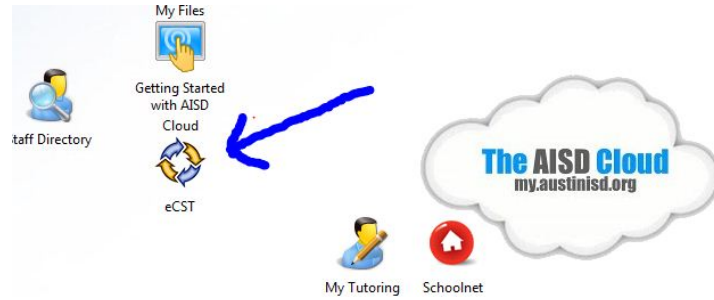 My Files
Getting Started
with AISD
Cloud
taff Directory
eCST
The AISD Cloud
my.austinisd.org
My Tutoring
Schoolnet